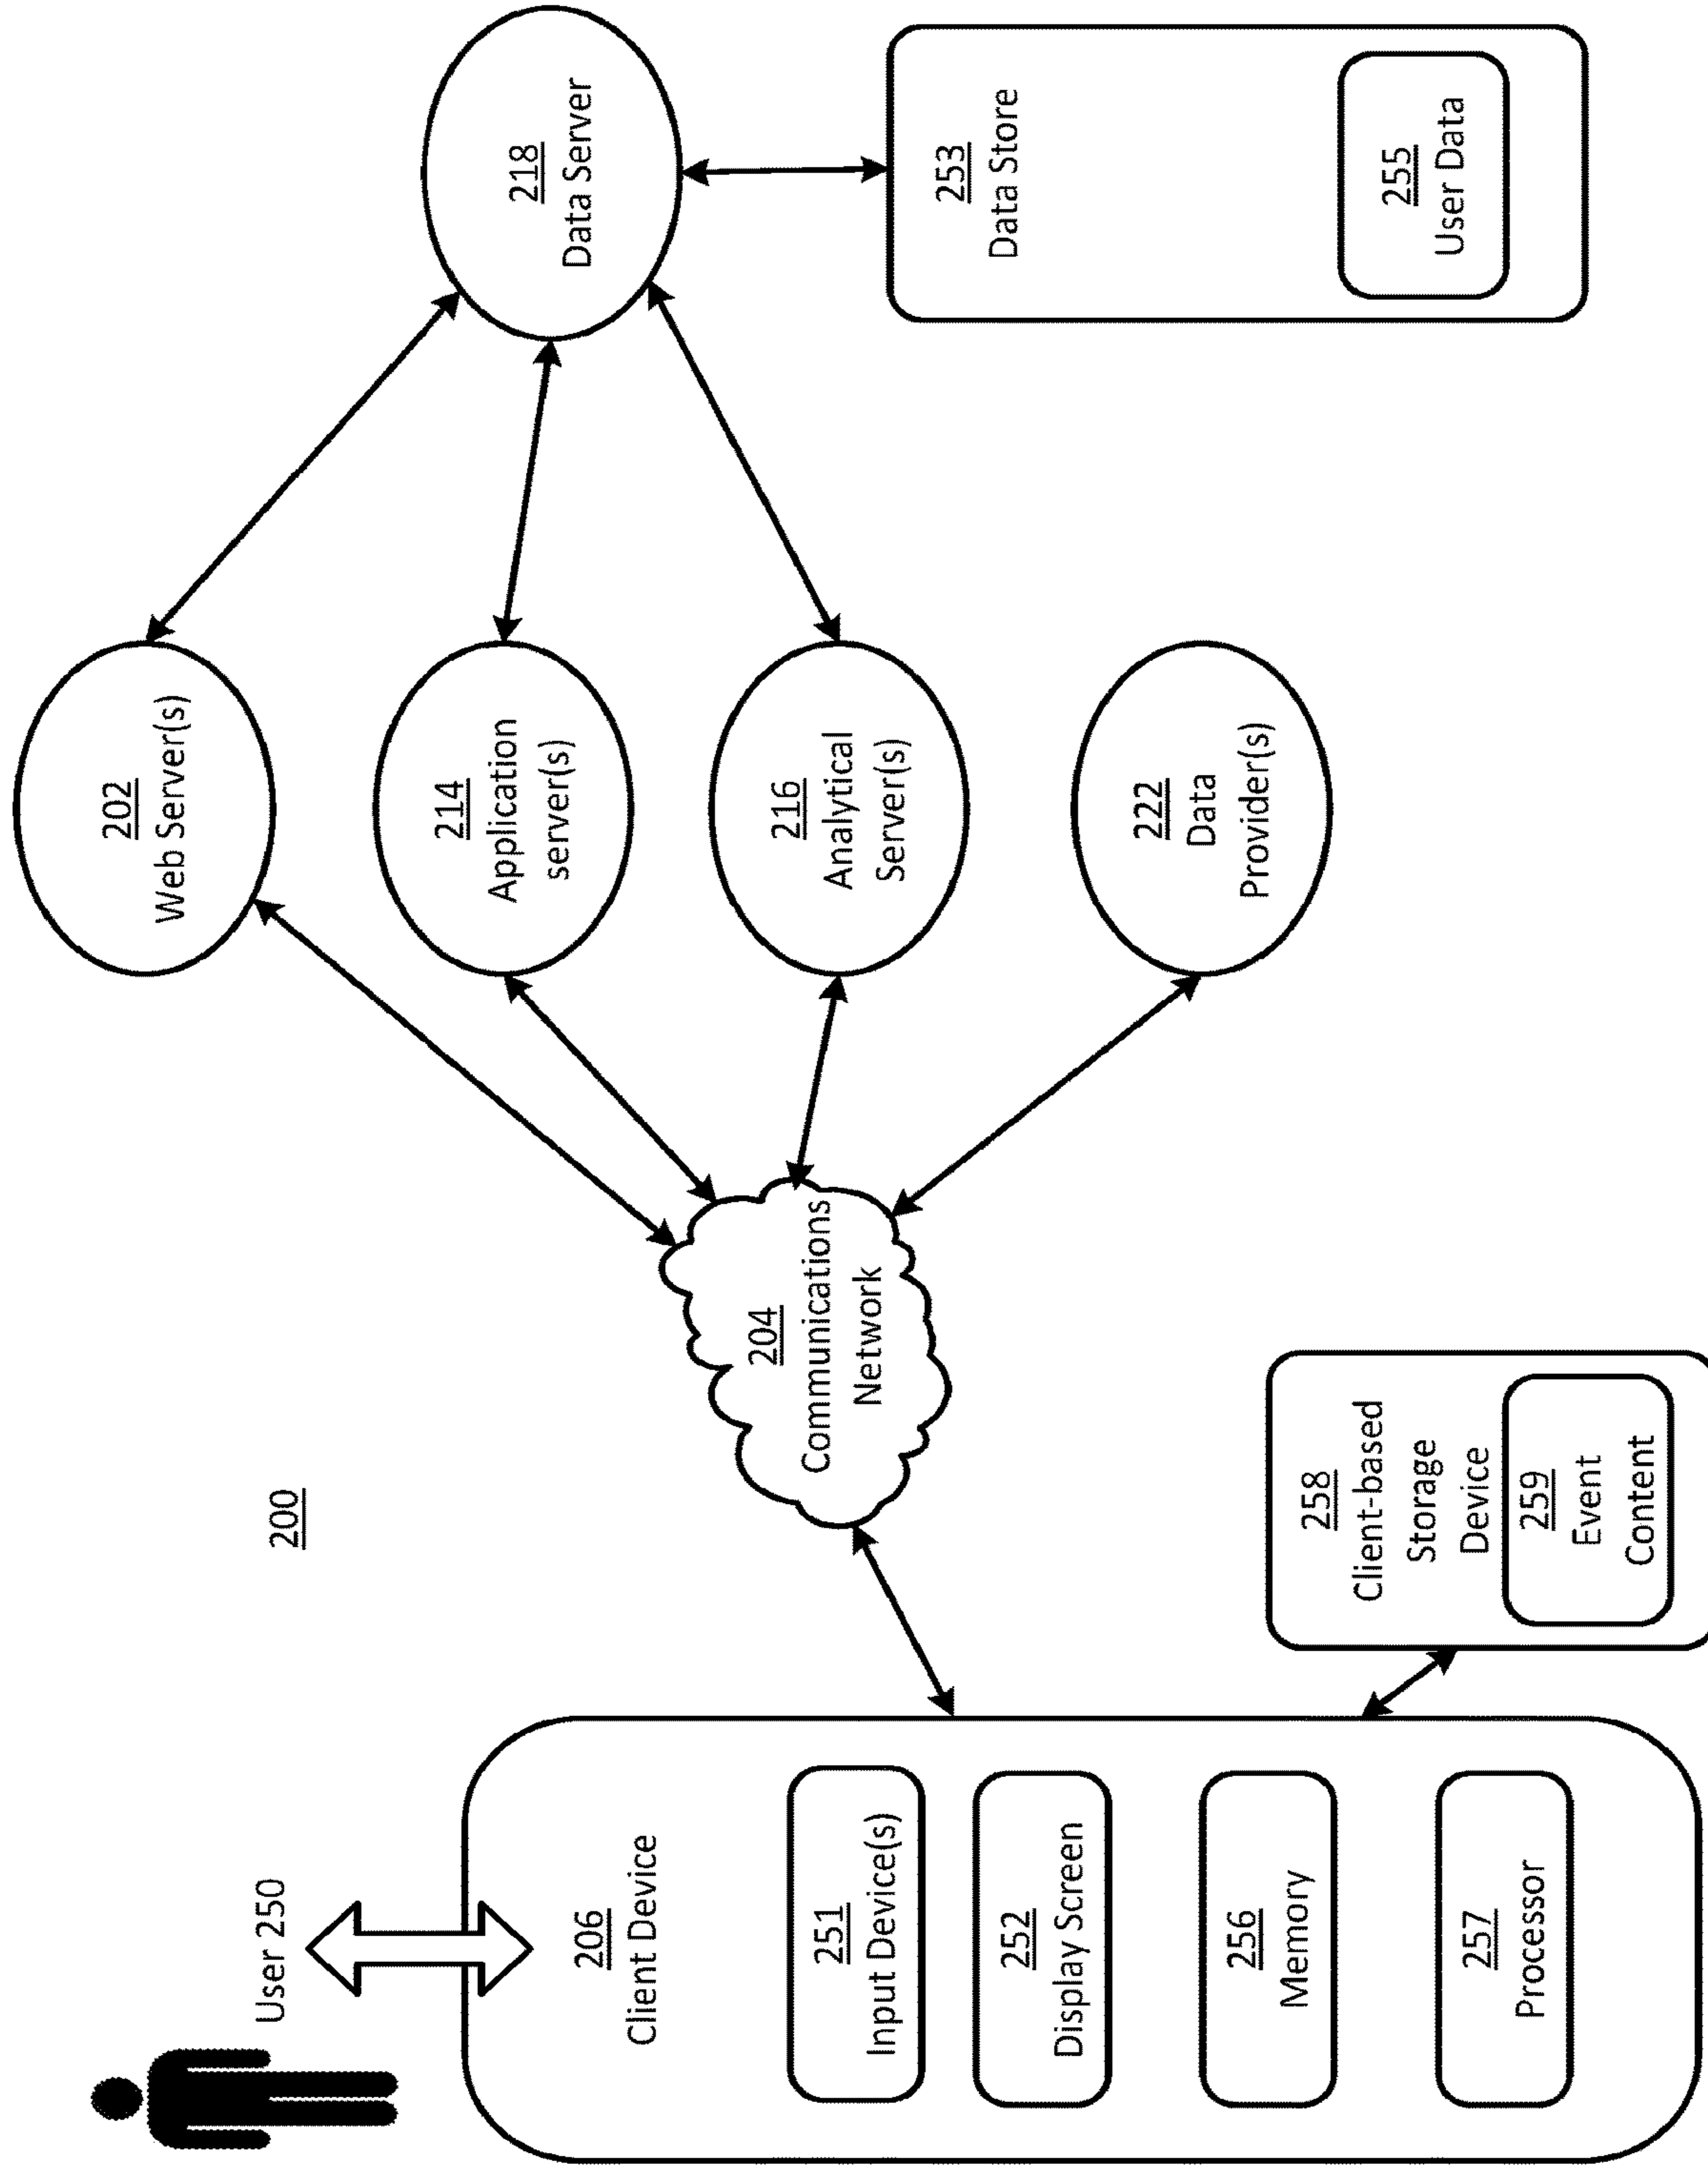 200
User 250
206
Client Device
251
Input Device(s)
252
Display Screen
256
Memory
257
Processor
258
Client-based
Storage
Device
259
Event
Content
204
Communications
Network
202
Web Server(s)
214
Application
server(s)
216
Analytical
Server(s)
222
Data
Provider(s)
218
Data Server
253
Data Store
255
User Data